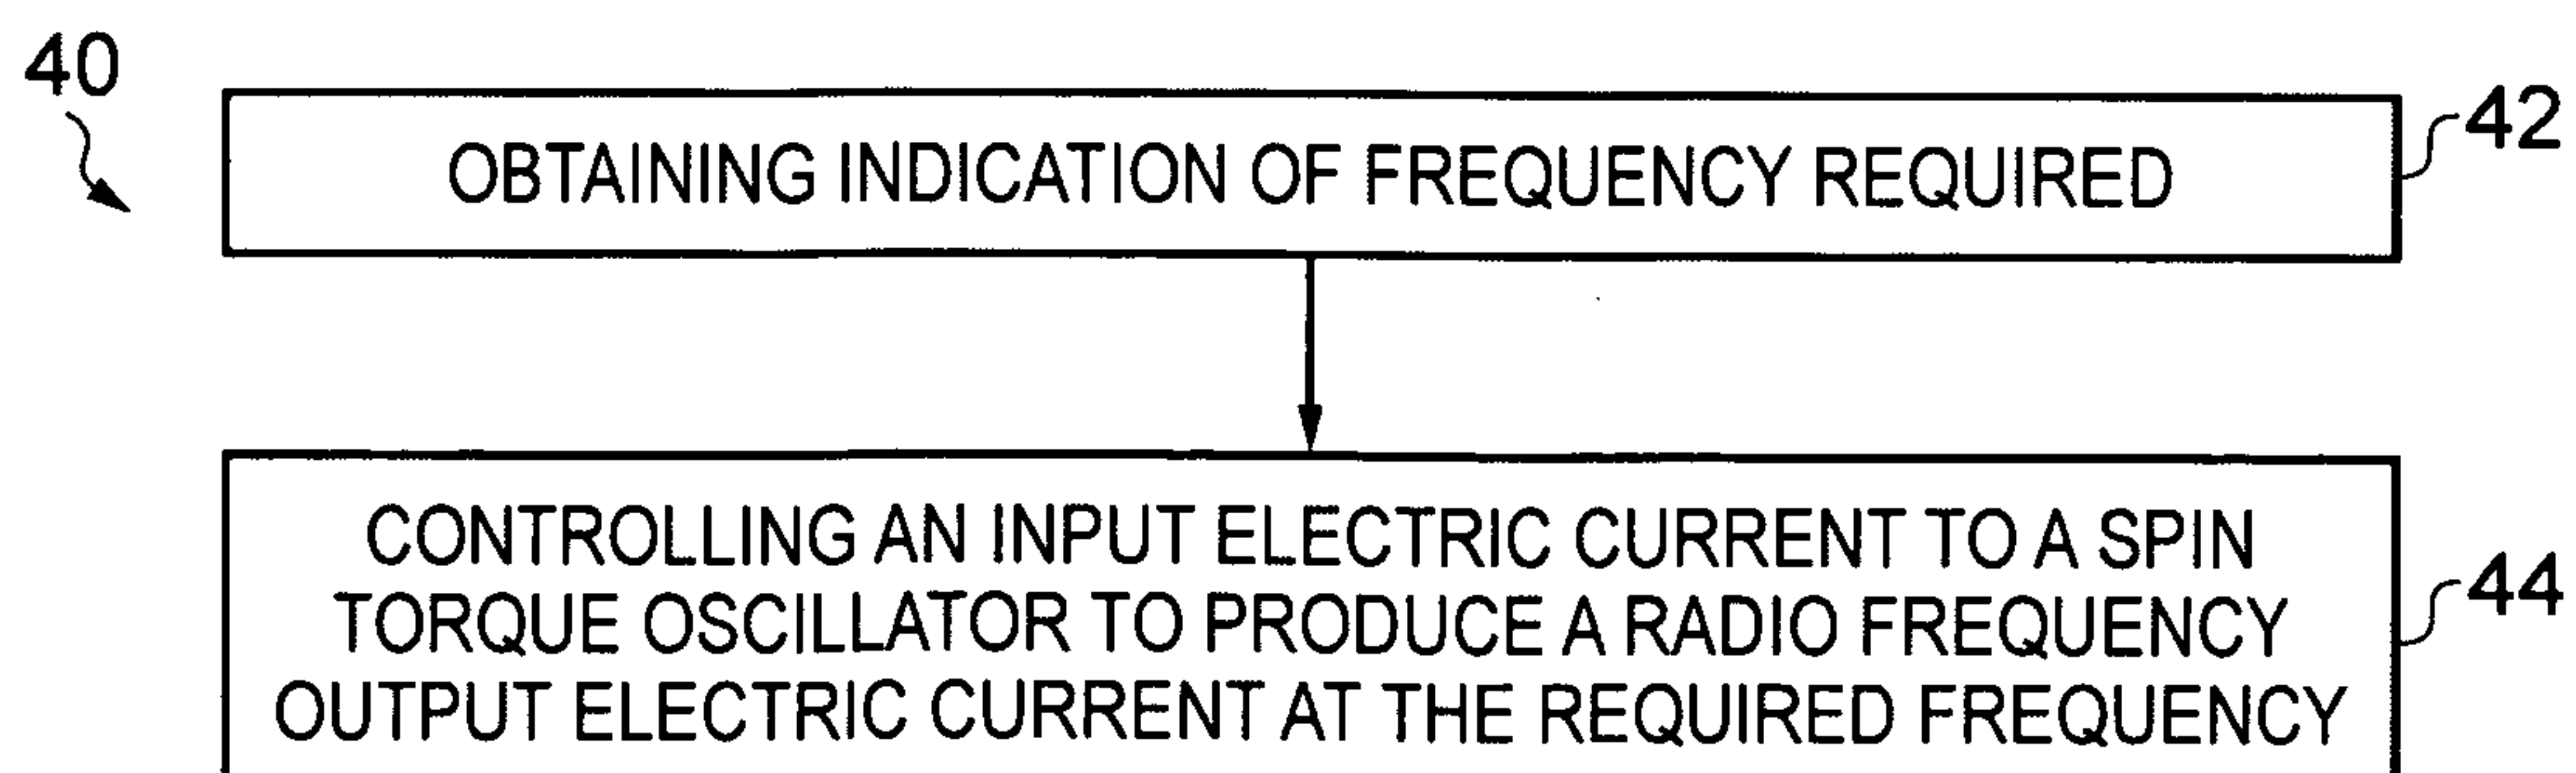 40
OBTAINING INDICATION OF FREQUENCY REQUIRED
42
CONTROLLING AN INPUT ELECTRIC CURRENT TO A SPIN
TORQUE OSCILLATOR TO PRODUCE A RADIO FREQUENCY
OUTPUT ELECTRIC CURRENT AT THE REQUIRED FREQUENCY
44